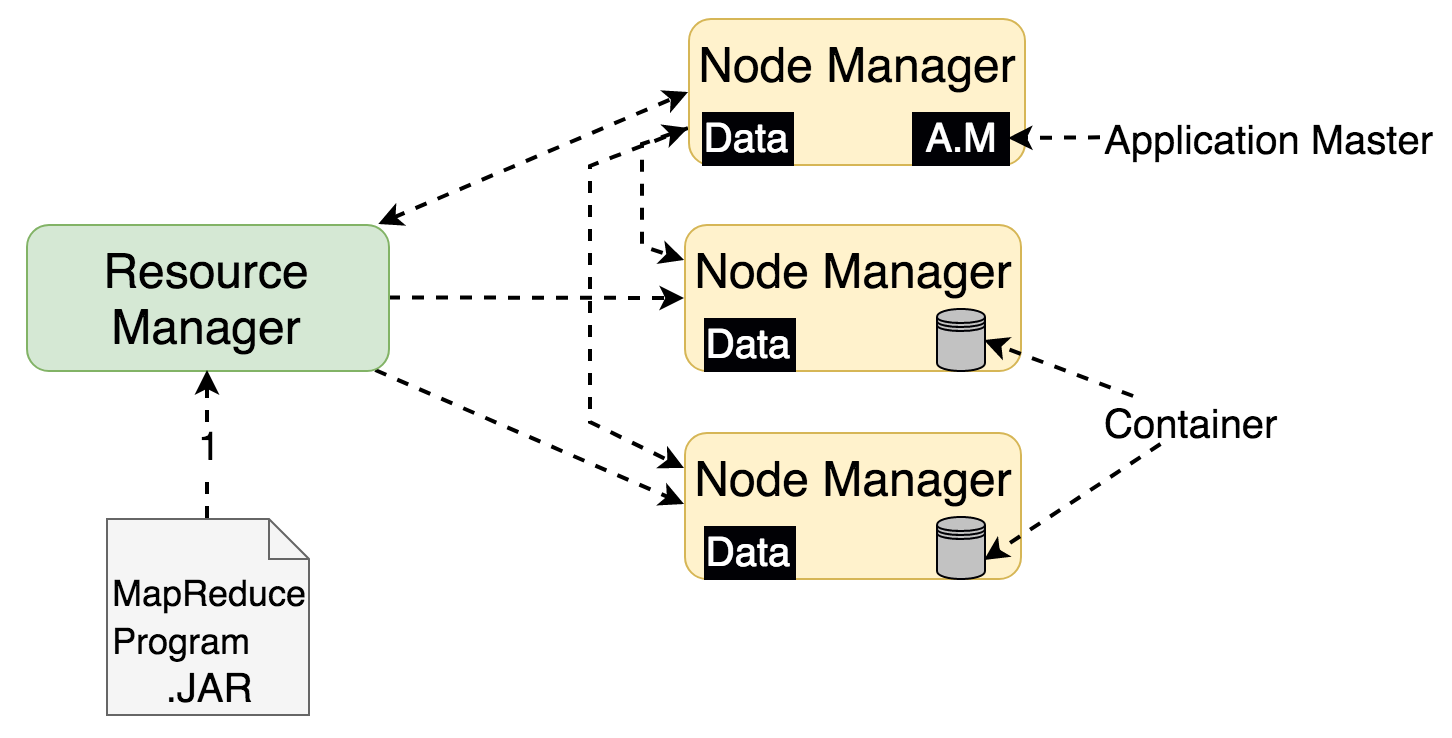 Node Manager
Data
A.M
Application Master
Resource
Manager
Node Manager
Data
Container
1
Node Manager
Data
MapReduce
Program
.JAR